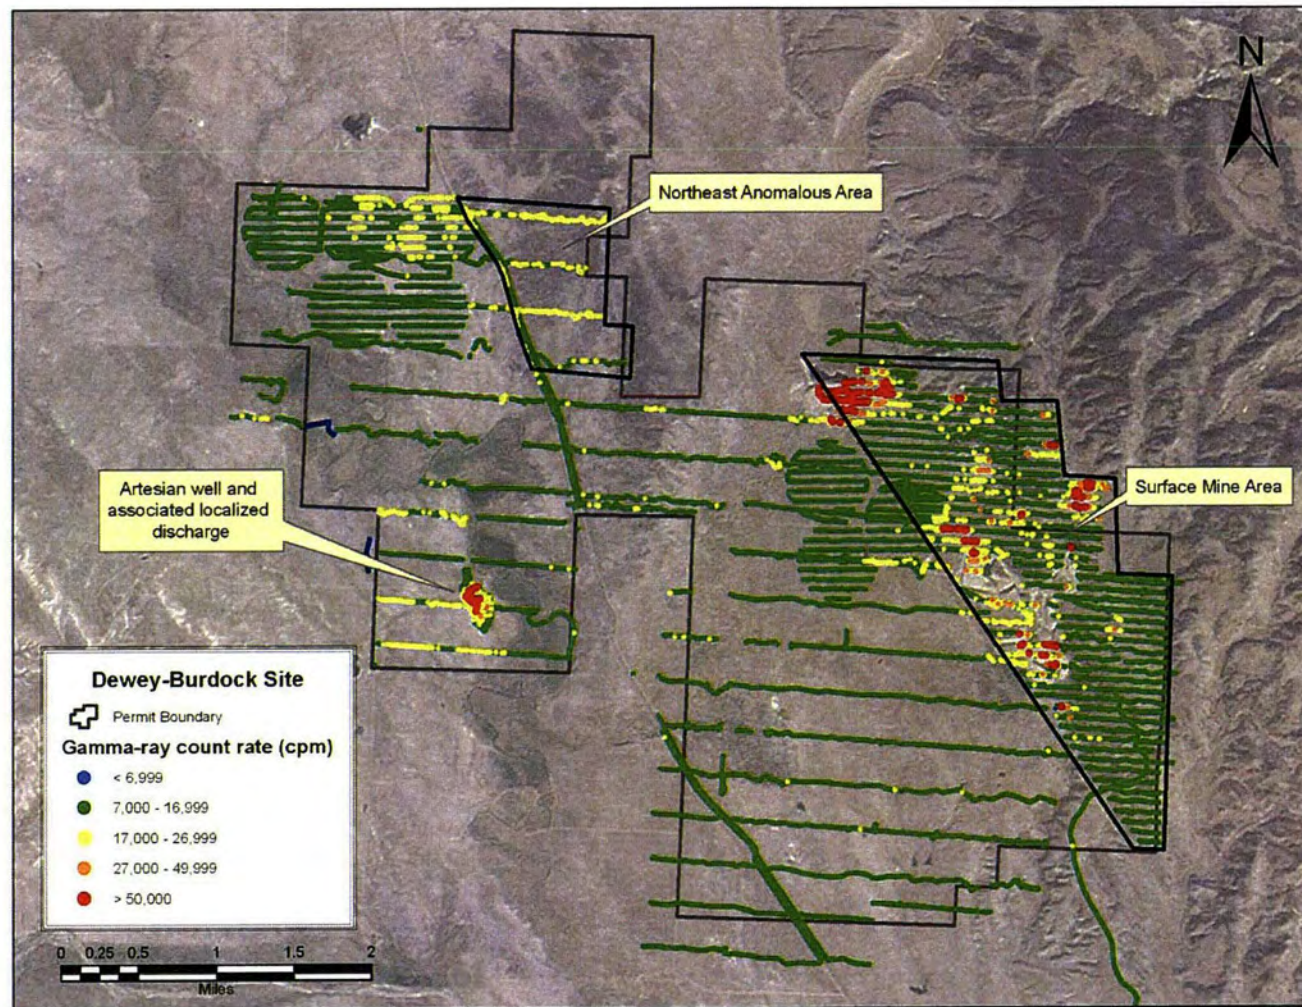 N
Northeast Anomalous Area
Surface Mine Area
Artesian well and
associated localized
discharge
Dewey-Burdock Site
Permit Boundary
Gamma-ray count rate (cpm)
< 6,999
7,000 - 16,999
17,000 - 26,999
27,000 - 49,999
> 50,000
0 0.25 0.5 1 1.5 2
Miles